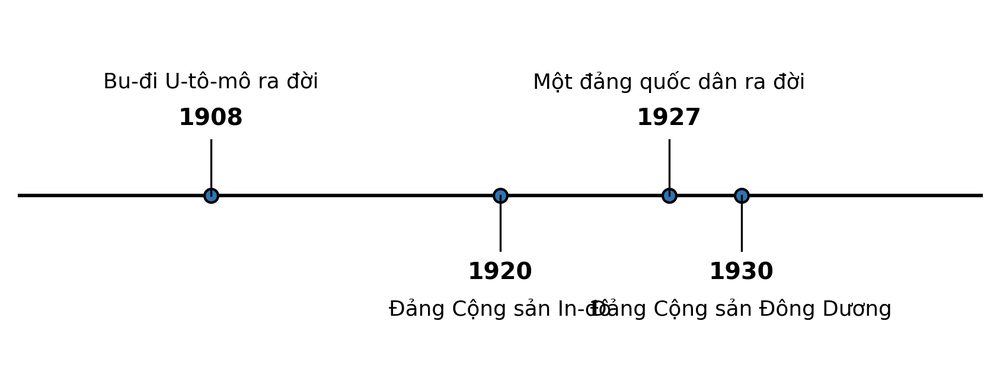 Bu-đi U-tô-mô ra đời
1908
Một đảng quốc dân ra đời
1927
1920
Đảng Cộng sản In-đô
1930
Đảng Cộng sản Đông Dương